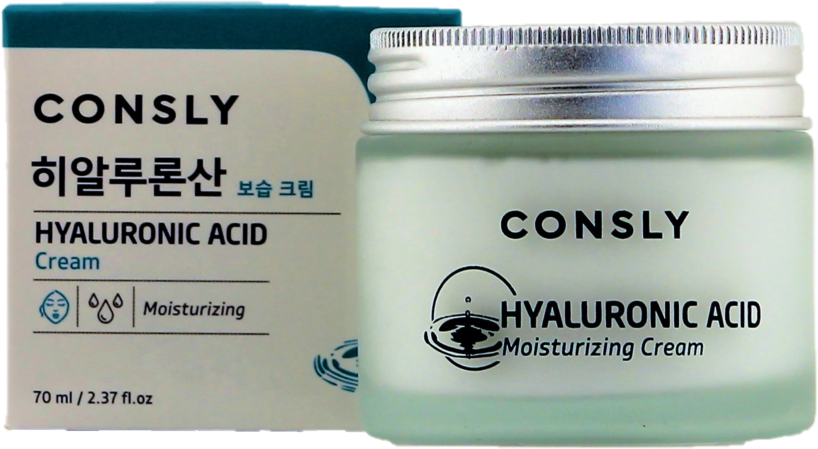 CONSLY
히알루론산 보습 크림
HYALURONIC ACID
Cream
Moisturizing
70 ml / 2.37 fl.oz
CONSLY
HYALURONIC ACID
Moisturizing Cream